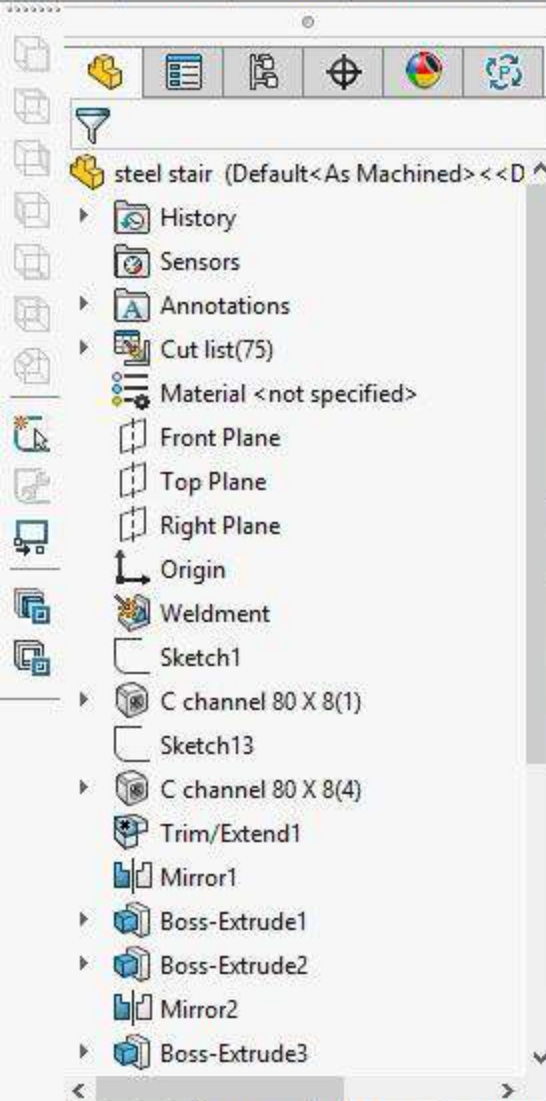 steel stair (Default<As Machined><<D
History
Sensors
A Annotations
Cut list(75)
Material <not specified>
Front Plane
Top Plane
Right Plane
Origin
Weldment
Sketch1
C channel 80 X 8(1)
Sketch13
C channel 80 X 8(4)
Trim/Extend1
Mirror1
Boss-Extrude1
Boss-Extrude2
Mirror2
Boss-Extrude3